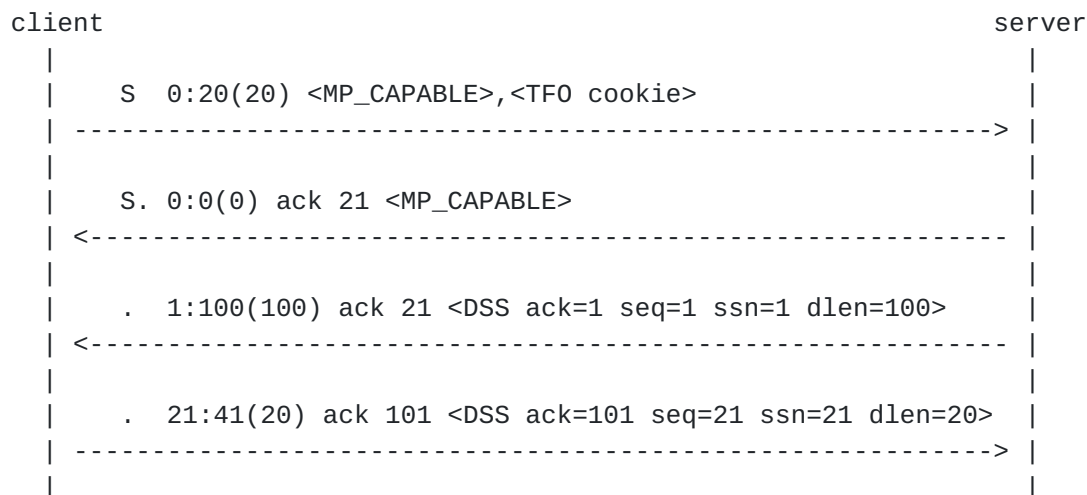 client server
S 0:20(20) <MP_CAPABLE>,<TFO cookie>
S. 0:0(0) ack 21 <MP_CAPABLE>
. 1:100(100) ack 21 <DSS ack=1 seq=1 ssn=1 dlen=100>
. 21:41(20) ack 101 <DSS ack=101 seq=21 ssn=21 dlen=20>